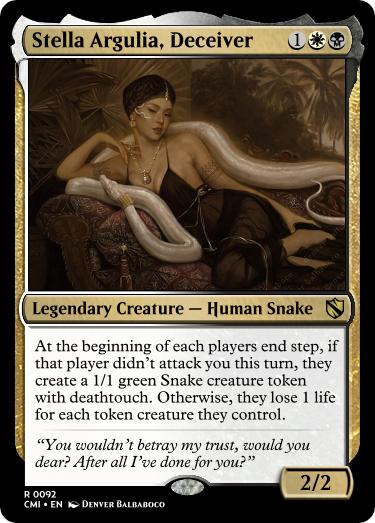 Stella Argulia, Deceiver 1
Legendary Creature — Human Snake
At the beginning of each players end step, if
that player didn't attack you this turn, they
create a 1/1 green Snake creature token
with deathtouch. Otherwise, they lose 1 life
for each token creature they control.
“You wouldn't betray my trust, would you
dear? After all I've done for you?”
2/2
R 0092
CMI • EN Denver Balbaboco